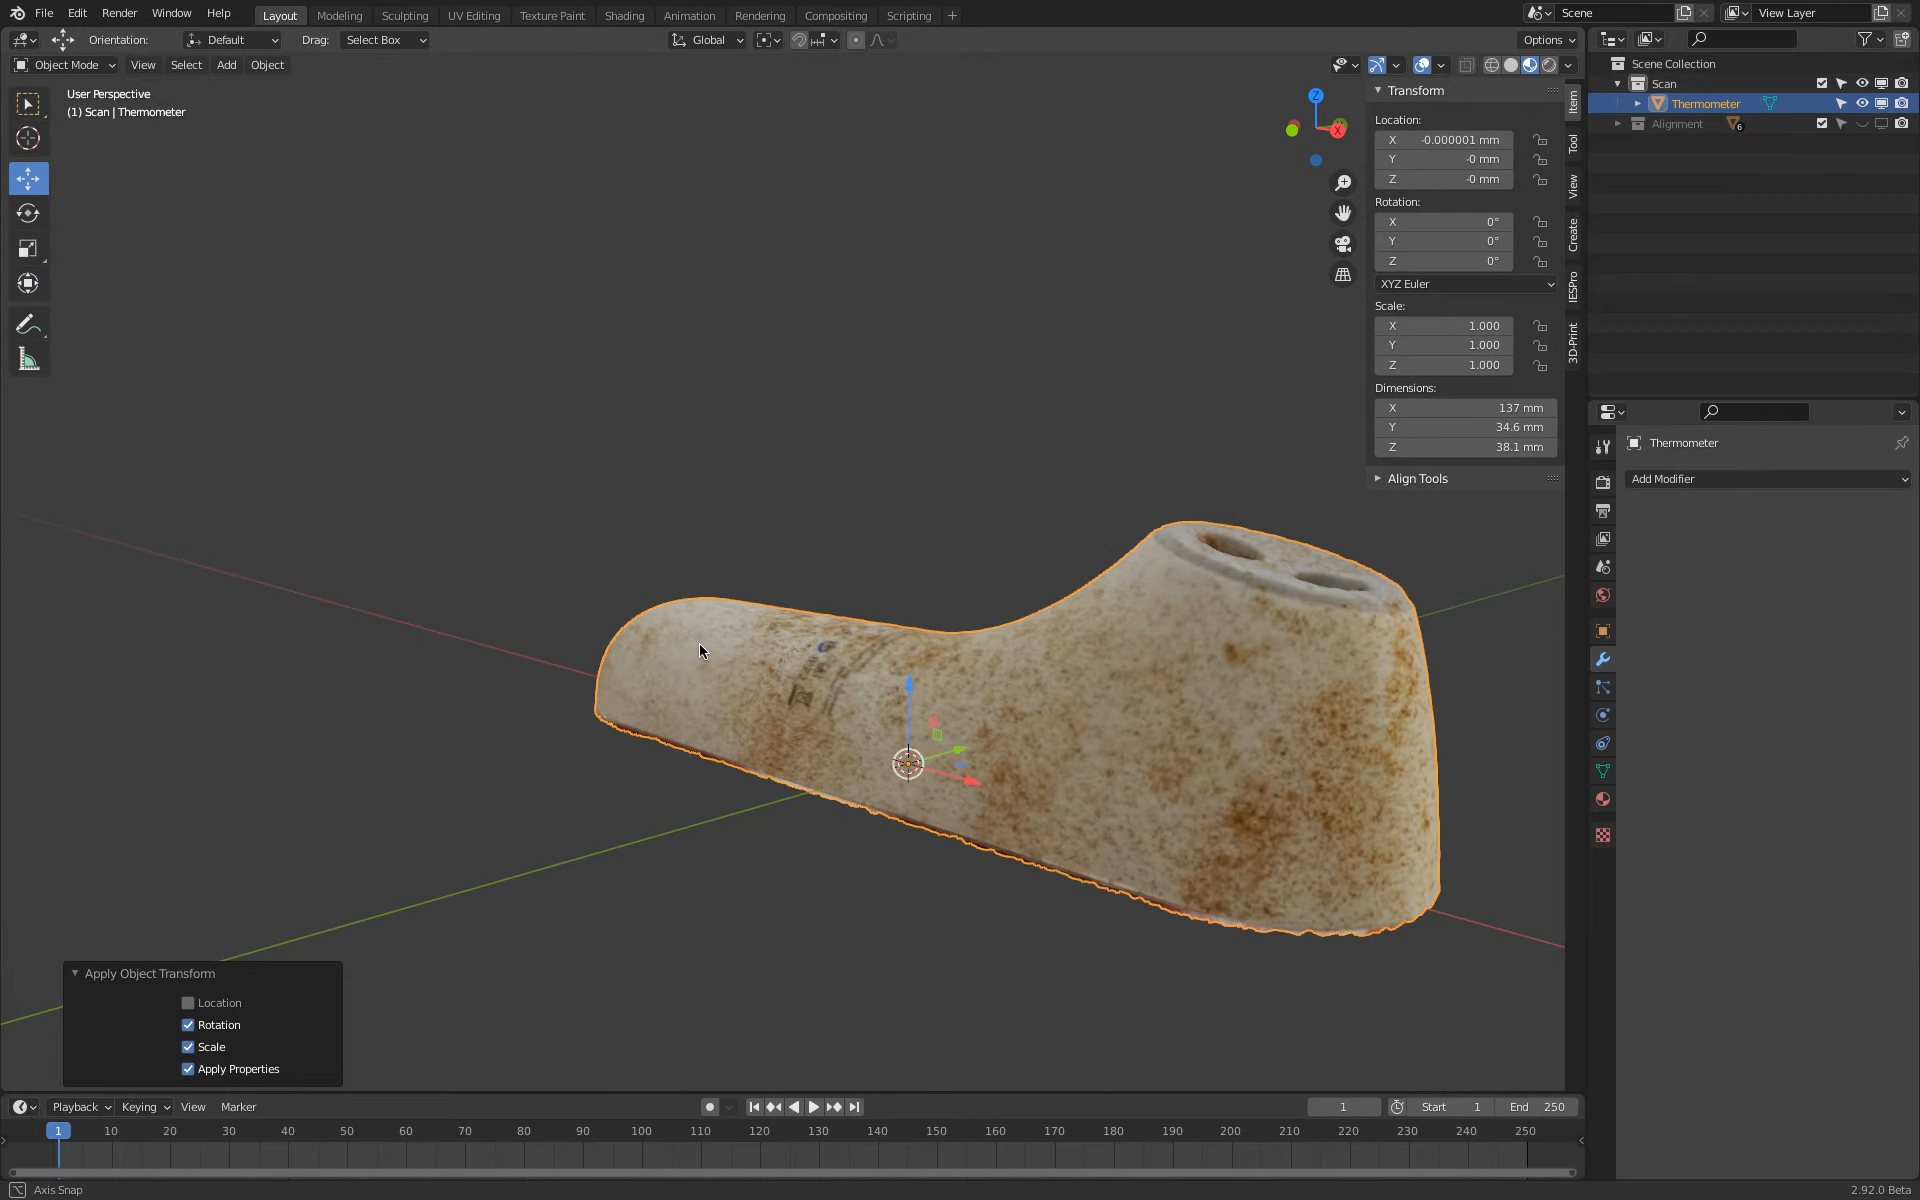 File Edit Render Window Help Layout Modeling Sculpting UV Editing Texture Paint Shading Animation Rendering Compositing Scripting + Scene View Layer
Orientation: Default Drag: Select Box Global Options
Object Mode View Select Add Object
User Perspective
(1) Scan | Thermometer
Transform
Location:
X -0.000001 mm
Y -0 mm
Z -0 mm
Rotation:
X 0°
Y 0°
Z 0°
XYZ Euler
Scale:
X 1.000
Y 1.000
Z 1.000
Dimensions:
X 137 mm
Y 34.6 mm
Z 38.1 mm
Align Tools
Item
Tool
View
Create
IESPro
3D-Print
Z
X
Scene Collection
Scan
Thermometer
Alignment 6
Thermometer
Add Modifier
Apply Object Transform
Location
Rotation
Scale
Apply Properties
Playback Keying View Marker 1 Start 1 End 250
1 10 20 30 40 50 60 70 80 90 100 110 120 130 140 150 160 170 180 190 200 210 220 230 240 250
Axis Snap 2.92.0 Beta